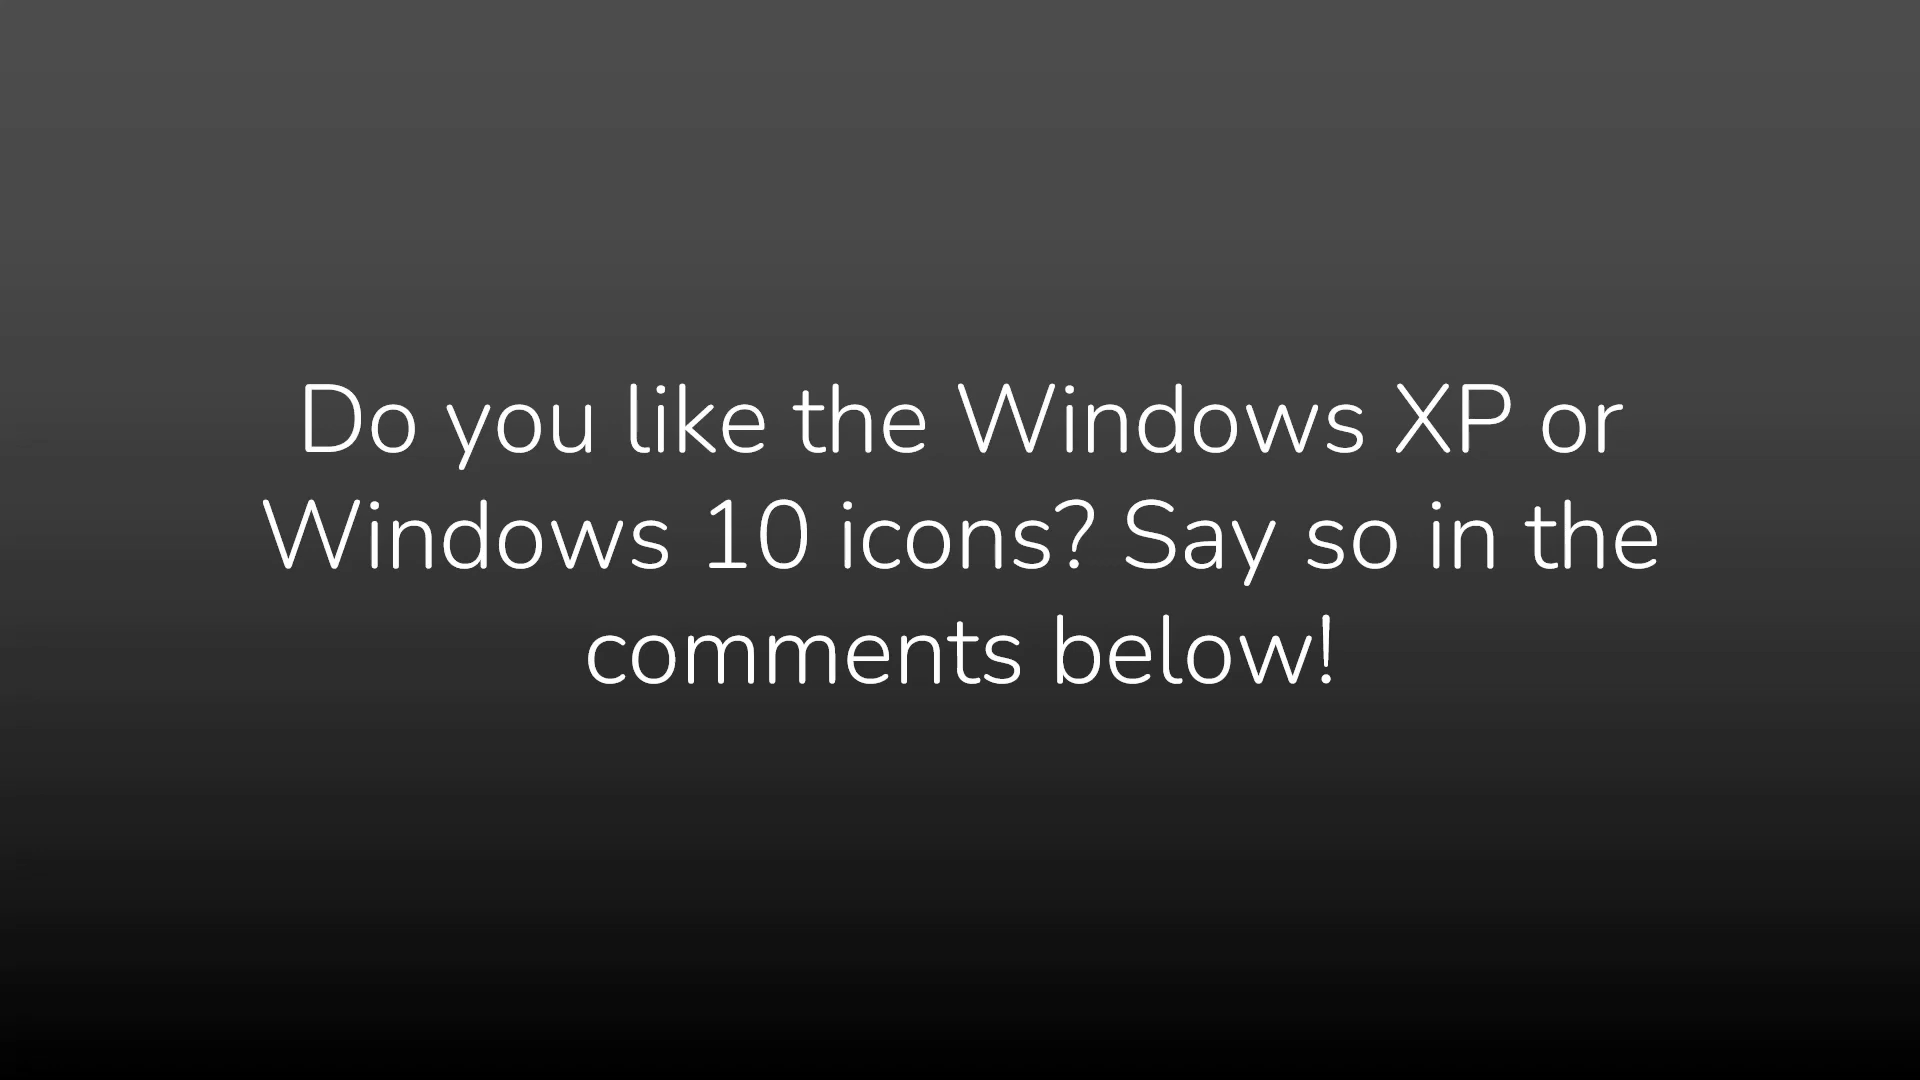 Do you like the Windows XP or
Windows 10 icons? Say so in the
comments below!